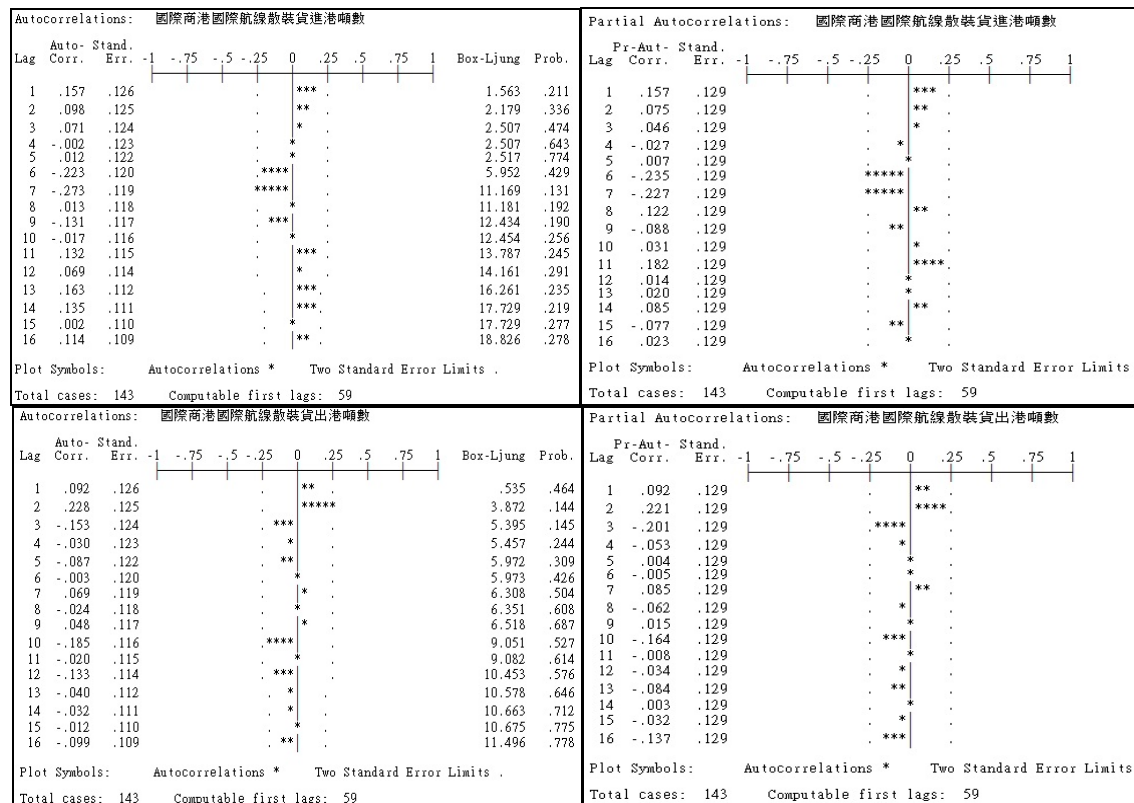 Autocorrelations: 國際商港國際航線散裝貨進港噸數
Auto- Stand.
Lag Corr. Err. -1 -.75 -.5 -.25 0 .25 .5 .75 1 Box-Ljung Prob.
1 .157 .126 . *** . 1.563 .211
2 .098 .125 . ** . 2.179 .336
3 .071 .124 . * . 2.507 .474
4 -.002 .123 . * . 2.507 .643
5 .012 .122 . * . 2.517 .774
6 -.223 .120 .**** . 5.952 .429
7 -.273 .119 ***** . 11.169 .131
8 .013 .118 . * . 11.181 .192
9 -.131 .117 . *** . 12.434 .190
10 -.017 .116 . * . 12.454 .256
11 .132 .115 . *** . 13.787 .245
12 .069 .114 . * . 14.161 .291
13 .163 .112 . ***. 16.261 .235
14 .135 .111 . ***. 17.729 .219
15 .002 .110 . * . 17.729 .277
16 .114 .109 . ** . 18.826 .278
Plot Symbols: Autocorrelations * Two Standard Error Limits .
Total cases: 143 Computable first lags: 59
Partial Autocorrelations: 國際商港國際航線散裝貨進港噸數
Pr-Aut- Stand.
Lag Corr. Err. -1 -.75 -.5 -.25 0 .25 .5 .75 1
1 .157 .129 . *** .
2 .075 .129 . ** .
3 .046 .129 . * .
4 -.027 .129 . * .
5 .007 .129 . * .
6 -.235 .129 ***** .
7 -.227 .129 ***** .
8 .122 .129 . ** .
9 -.088 .129 . ** .
10 .031 .129 . * .
11 .182 .129 . ****.
12 .014 .129 . * .
13 .020 .129 . * .
14 .085 .129 . ** .
15 -.077 .129 . ** .
16 .023 .129 . * .
Plot Symbols: Autocorrelations * Two Standard Error Limits
Total cases: 143 Computable first lags: 59
Autocorrelations: 國際商港國際航線散裝貨出港噸數
Auto- Stand.
Lag Corr. Err. -1 -.75 -.5 -.25 0 .25 .5 .75 1 Box-Ljung Prob.
1 .092 .126 . ** . .535 .464
2 .228 .125 . ***** 3.872 .144
3 -.153 .124 . *** . 5.395 .145
4 -.030 .123 . * . 5.457 .244
5 -.087 .122 . ** . 5.972 .309
6 -.003 .120 . * . 5.973 .426
7 .069 .119 . * . 6.308 .504
8 -.024 .118 . * . 6.351 .608
9 .048 .117 . * . 6.518 .687
10 -.185 .116 .**** . 9.051 .527
11 -.020 .115 . * . 9.082 .614
12 -.133 .114 . *** . 10.453 .576
13 -.040 .112 . * . 10.578 .646
14 -.032 .111 . * . 10.663 .712
15 -.012 .110 . * . 10.675 .775
16 -.099 .109 . ** . 11.496 .778
Plot Symbols: Autocorrelations * Two Standard Error Limits .
Total cases: 143 Computable first lags: 59
Partial Autocorrelations: 國際商港國際航線散裝貨出港噸數
Pr-Aut- Stand.
Lag Corr. Err. -1 -.75 -.5 -.25 0 .25 .5 .75 1
1 .092 .129 . ** .
2 .221 .129 . ****.
3 -.201 .129 .**** .
4 -.053 .129 . * .
5 .004 .129 . * .
6 -.005 .129 . * .
7 .085 .129 . ** .
8 -.062 .129 . * .
9 .015 .129 . * .
10 -.164 .129 . *** .
11 -.008 .129 . * .
12 -.034 .129 . * .
13 -.084 .129 . ** .
14 .003 .129 . * .
15 -.032 .129 . * .
16 -.137 .129 . *** .
Plot Symbols: Autocorrelations * Two Standard Error Limits
Total cases: 143 Computable first lags: 59